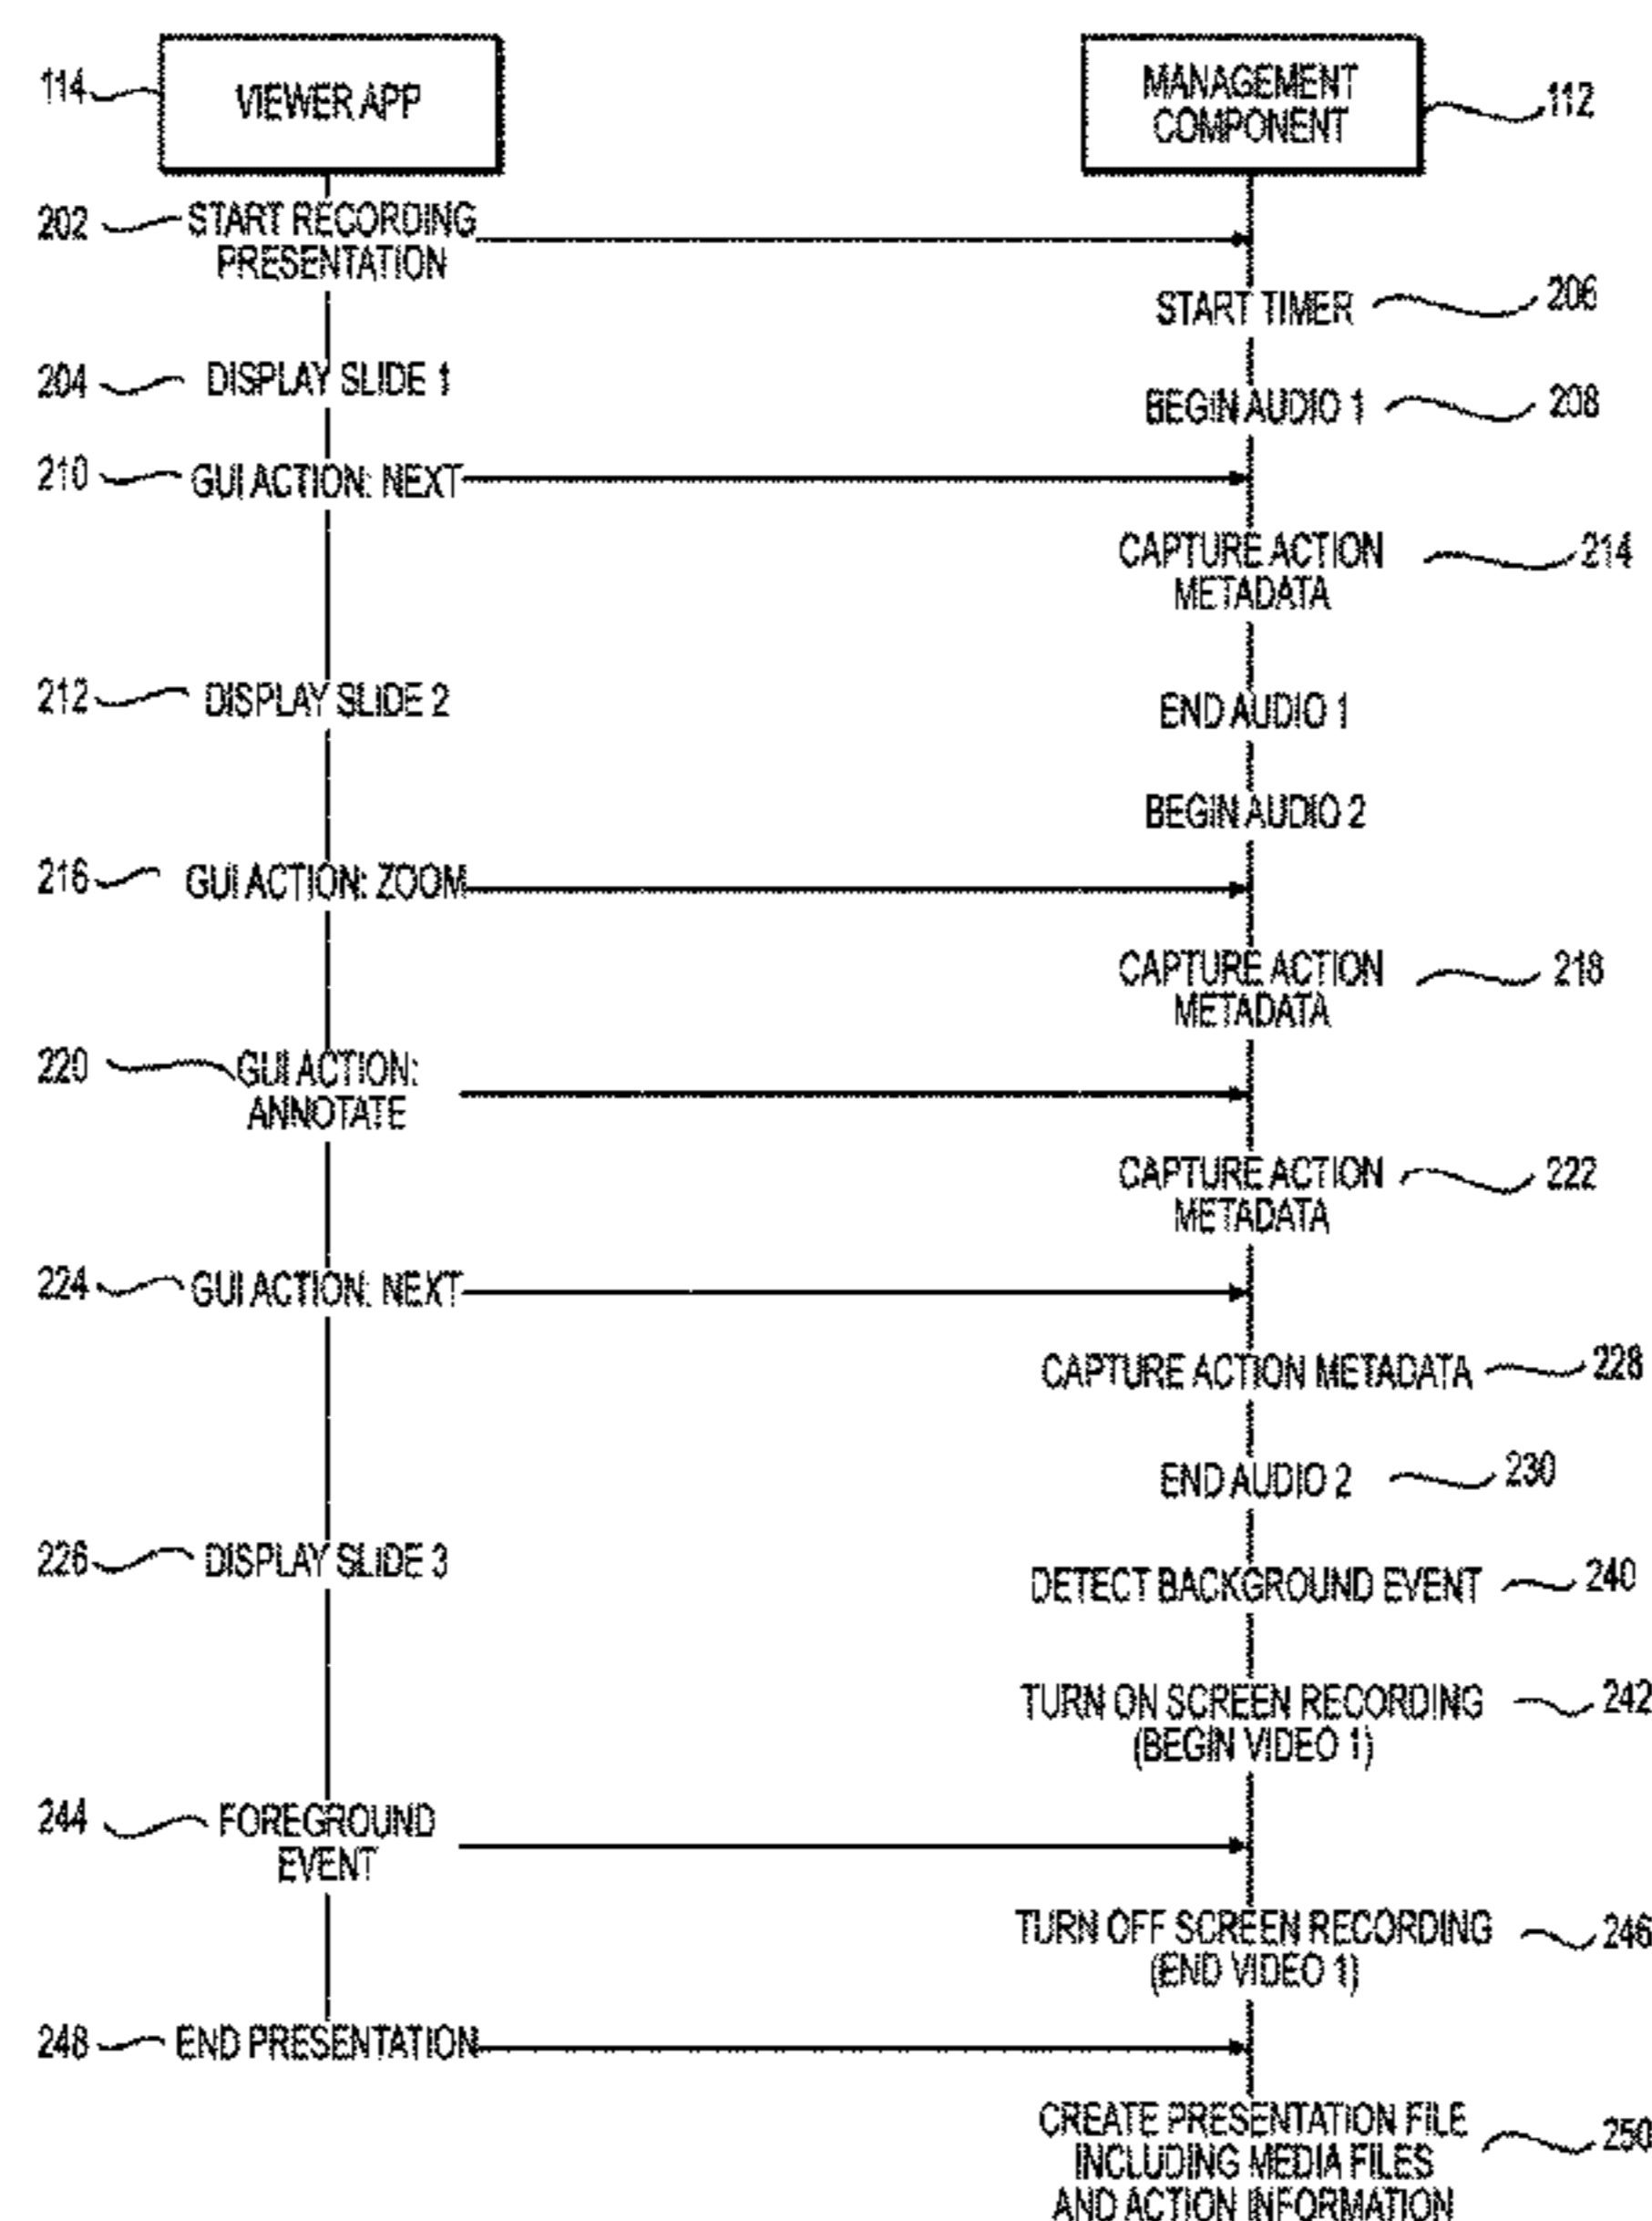 114
VIEWER APP
MANAGEMENT
COMPONENT
112
202
START RECORDING
PRESENTATION
START TIMER
206
204
DISPLAY SLIDE 1
BEGIN AUDIO 1
208
210
GUI ACTION: NEXT
CAPTURE ACTION
METADATA
214
212
DISPLAY SLIDE 2
END AUDIO 1
BEGIN AUDIO 2
216
GUI ACTION: ZOOM
CAPTURE ACTION
METADATA
218
220
GUI ACTION:
ANNOTATE
CAPTURE ACTION
METADATA
222
224
GUI ACTION: NEXT
CAPTURE ACTION METADATA
228
END AUDIO 2
230
226
DISPLAY SLIDE 3
DETECT BACKGROUND EVENT
240
TURN ON SCREEN RECORDING
(BEGIN VIDEO 1)
242
244
FOREGROUND
EVENT
TURN OFF SCREEN RECORDING
(END VIDEO 1)
246
248
END PRESENTATION
CREATE PRESENTATION FILE
INCLUDING MEDIA FILES
AND ACTION INFORMATION
250